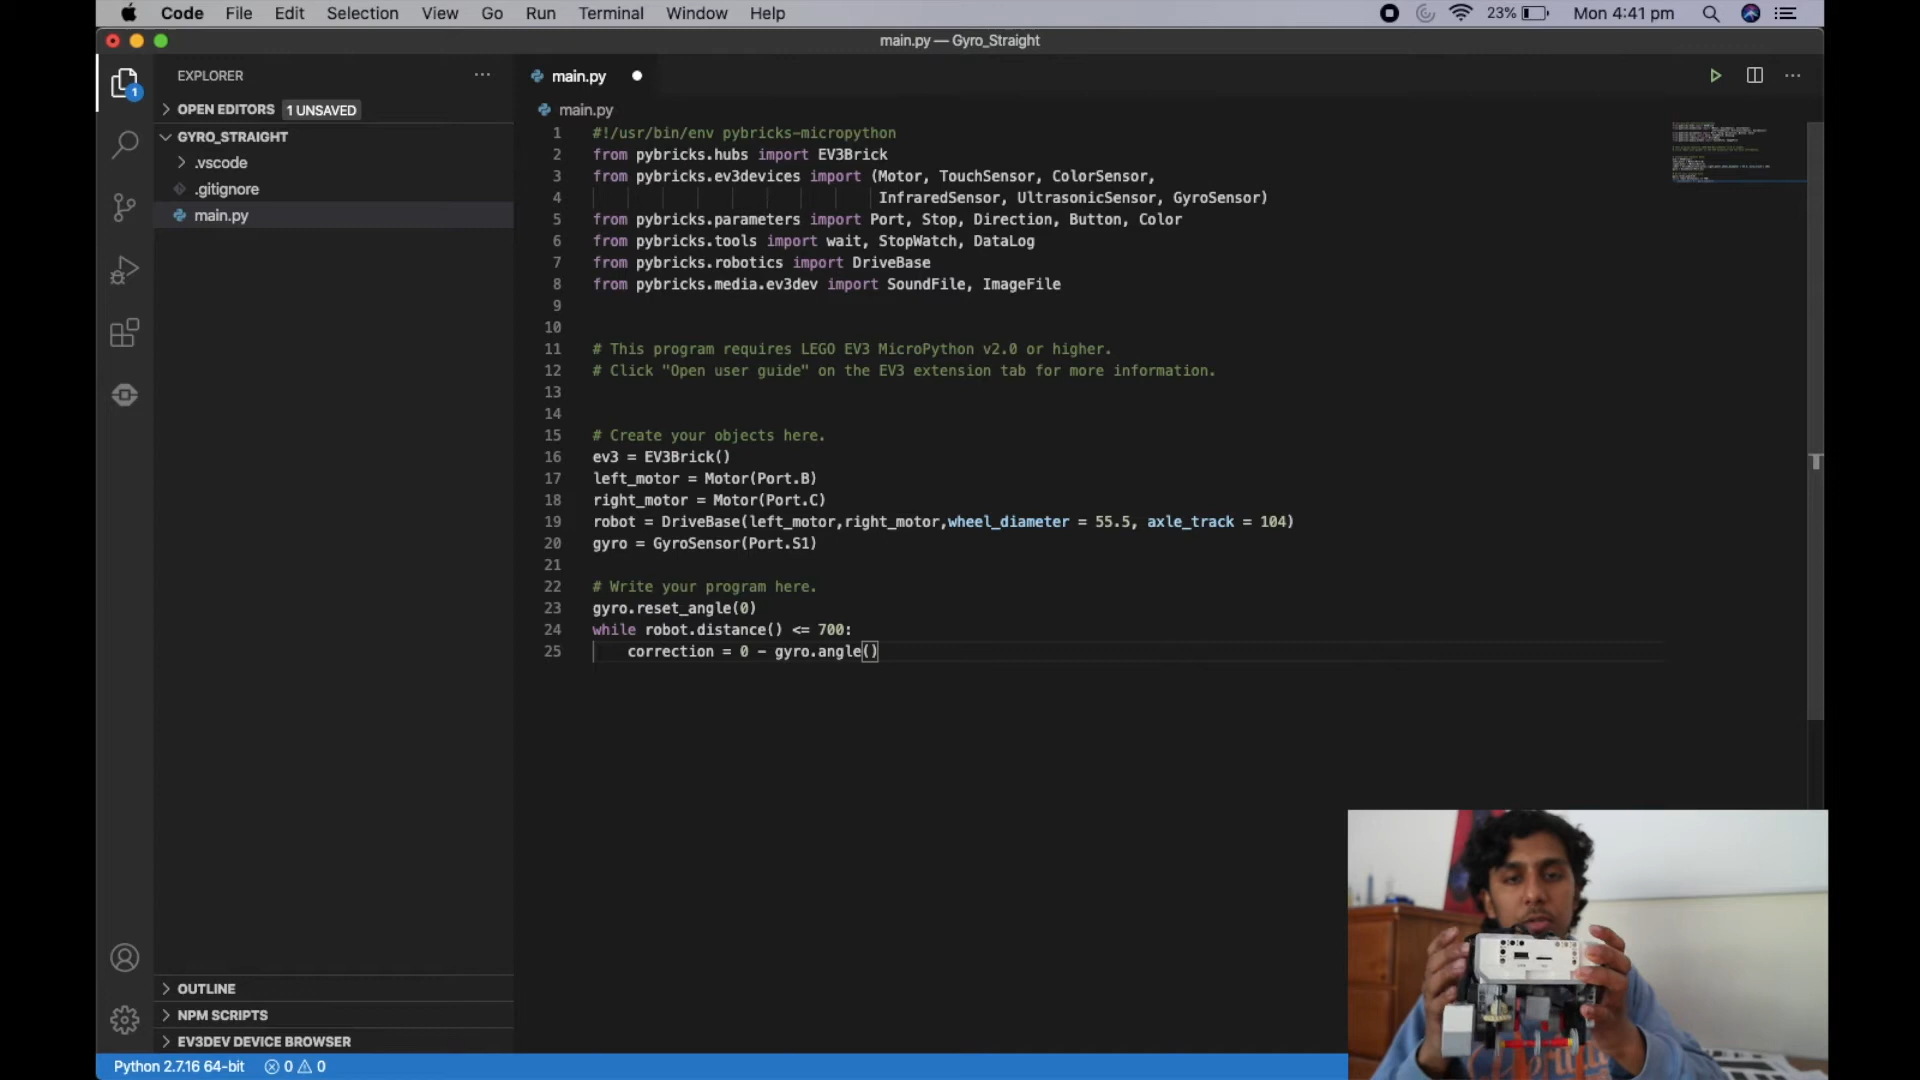 Code File Edit Selection View Go Run Terminal Window Help 23% Mon 4:41 pm
main.py — Gyro_Straight
EXPLORER
OPEN EDITORS 1 UNSAVED
GYRO_STRAIGHT
.vscode
.gitignore
main.py
OUTLINE
NPM SCRIPTS
EV3DEV DEVICE BROWSER
1
main.py
main.py
1 #!/usr/bin/env pybricks-micropython
2 from pybricks.hubs import EV3Brick
3 from pybricks.ev3devices import (Motor, TouchSensor, ColorSensor,
4 InfraredSensor, UltrasonicSensor, GyroSensor)
5 from pybricks.parameters import Port, Stop, Direction, Button, Color
6 from pybricks.tools import wait, StopWatch, DataLog
7 from pybricks.robotics import DriveBase
8 from pybricks.media.ev3dev import SoundFile, ImageFile
9
10
11 # This program requires LEGO EV3 MicroPython v2.0 or higher.
12 # Click "Open user guide" on the EV3 extension tab for more information.
13
14
15 # Create your objects here.
16 ev3 = EV3Brick()
17 left_motor = Motor(Port.B)
18 right_motor = Motor(Port.C)
19 robot = DriveBase(left_motor,right_motor,wheel_diameter = 55.5, axle_track = 104)
20 gyro = GyroSensor(Port.S1)
21
22 # Write your program here.
23 gyro.reset_angle(0)
24 while robot.distance() <= 700:
25 correction = 0 - gyro.angle()
Python 2.7.16 64-bit 0 0